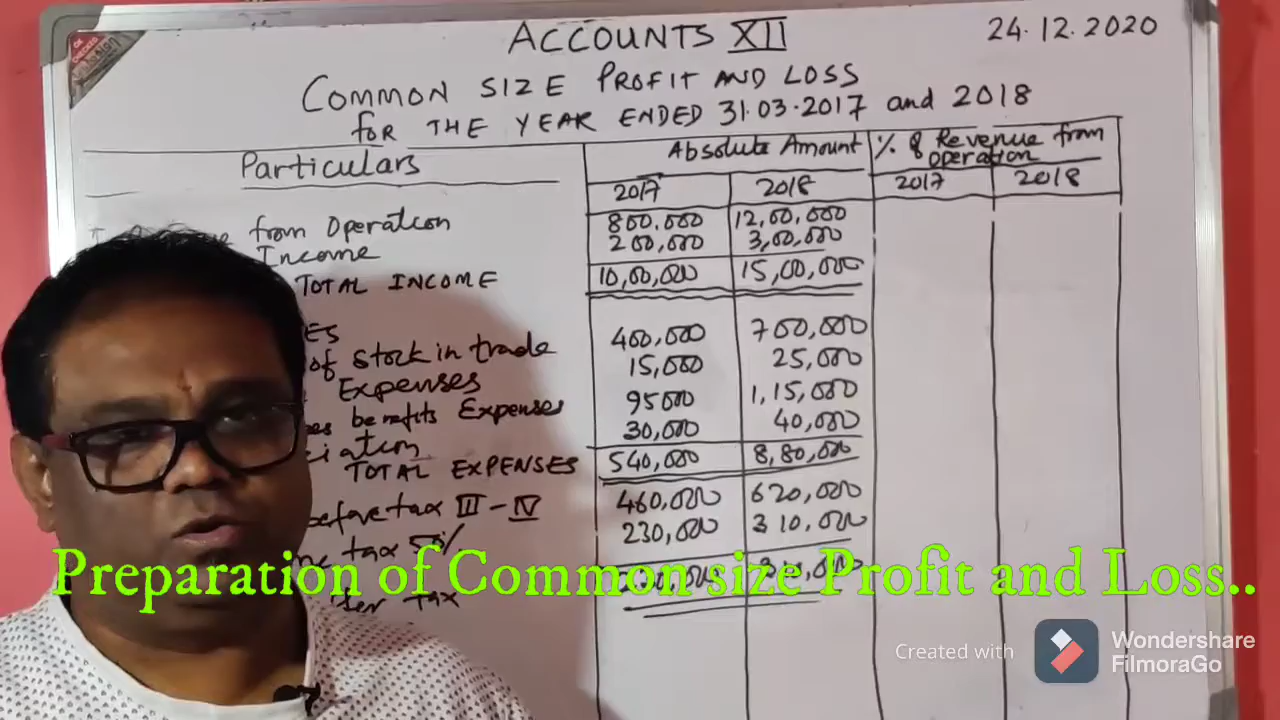 ACCOUNTS XII
24.12.2020
COMMON SIZE PROFIT AND LOSS
for THE YEAR ENDED 31.03.2017 and 2018
Particulars Absolute Amount % of Revenue from operation
2017 2018 2017 2018
from Operation 800,000 12,00,000
Income 200,000 3,00,000
TOTAL INCOME 10,00,000 15,00,000
ES
of Stock in trade 400,000 700,000
Expenses 15,000 25,000
benefits Expenses 95000 1,15,000
30,000 40,000
TOTAL EXPENSES 540,000 8,80,000
before tax III - IV 460,000 620,000
tax 50% 230,000 310,000
tax
Preparation of Common size Profit and Loss..
Created with Wondershare FilmoraGo